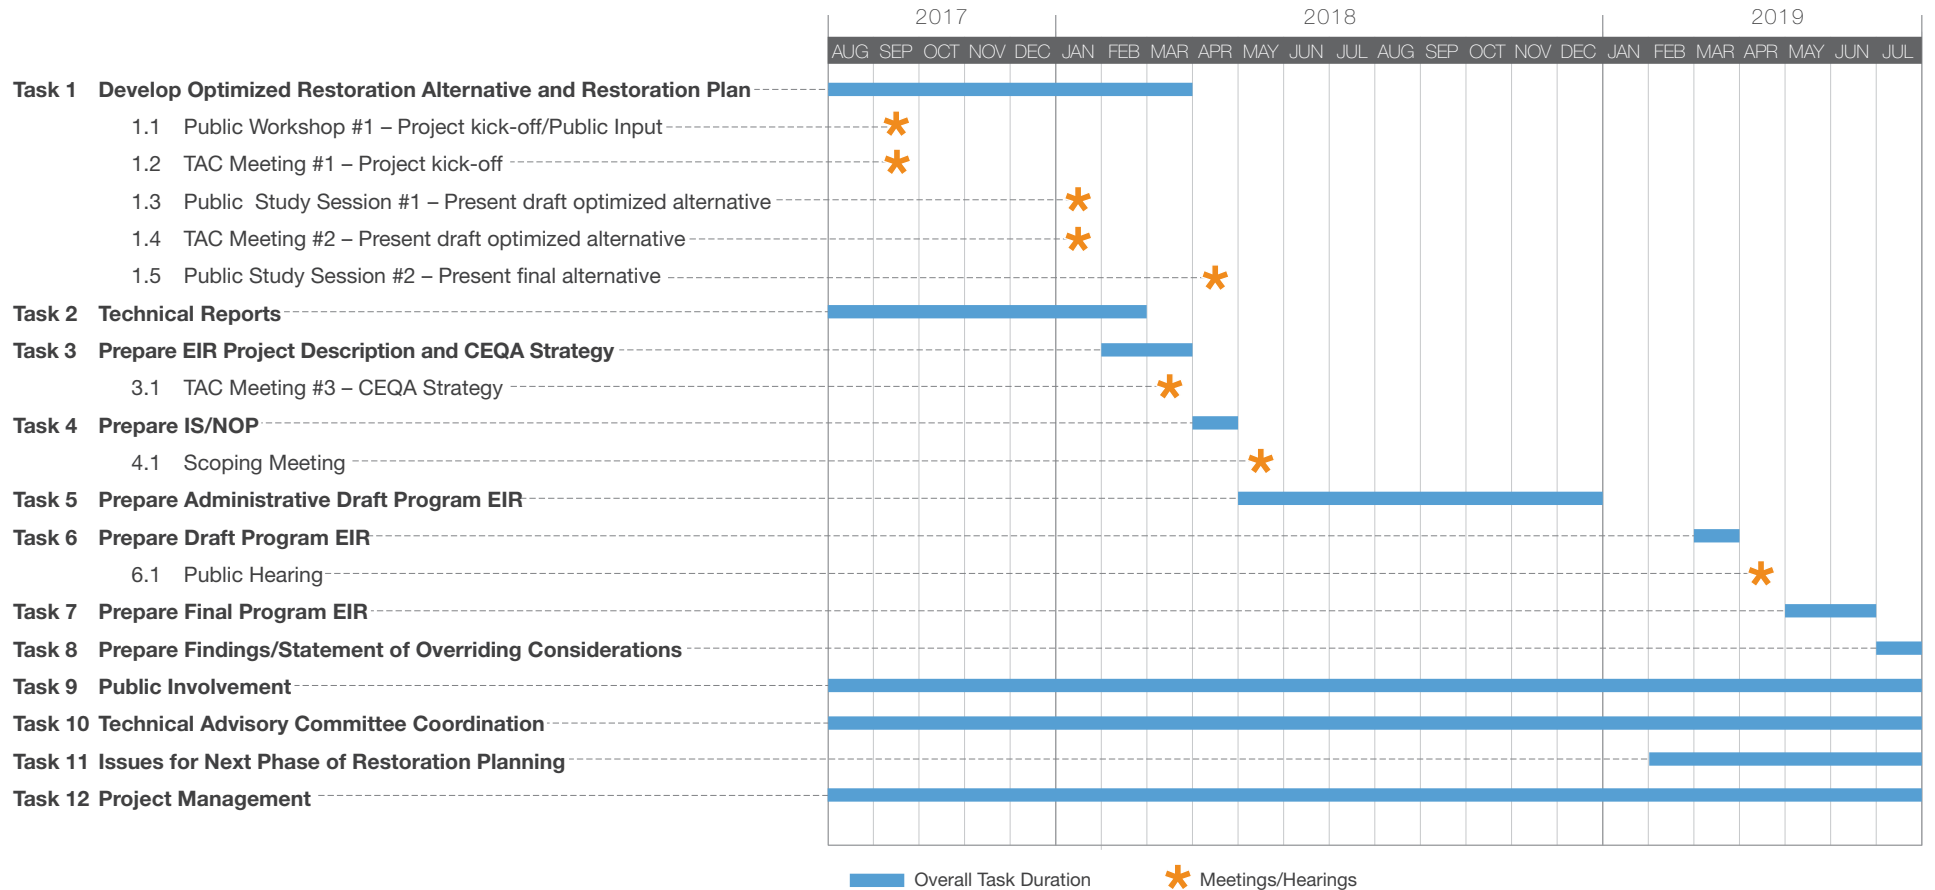 2017 2018 2019
AUG SEP OCT NOV DEC JAN FEB MAR APR MAY JUN JUL AUG SEP OCT NOV DEC JAN FEB MAR APR MAY JUN JUL
Task 1 Develop Optimized Restoration Alternative and Restoration Plan
1.1 Public Workshop #1 – Project kick-off/Public Input
1.2 TAC Meeting #1 – Project kick-off
1.3 Public Study Session #1 – Present draft optimized alternative
1.4 TAC Meeting #2 – Present draft optimized alternative
1.5 Public Study Session #2 – Present final alternative
Task 2 Technical Reports
Task 3 Prepare EIR Project Description and CEQA Strategy
3.1 TAC Meeting #3 – CEQA Strategy
Task 4 Prepare IS/NOP
4.1 Scoping Meeting
Task 5 Prepare Administrative Draft Program EIR
Task 6 Prepare Draft Program EIR
6.1 Public Hearing
Task 7 Prepare Final Program EIR
Task 8 Prepare Findings/Statement of Overriding Considerations
Task 9 Public Involvement
Task 10 Technical Advisory Committee Coordination
Task 11 Issues for Next Phase of Restoration Planning
Task 12 Project Management
Overall Task Duration Meetings/Hearings